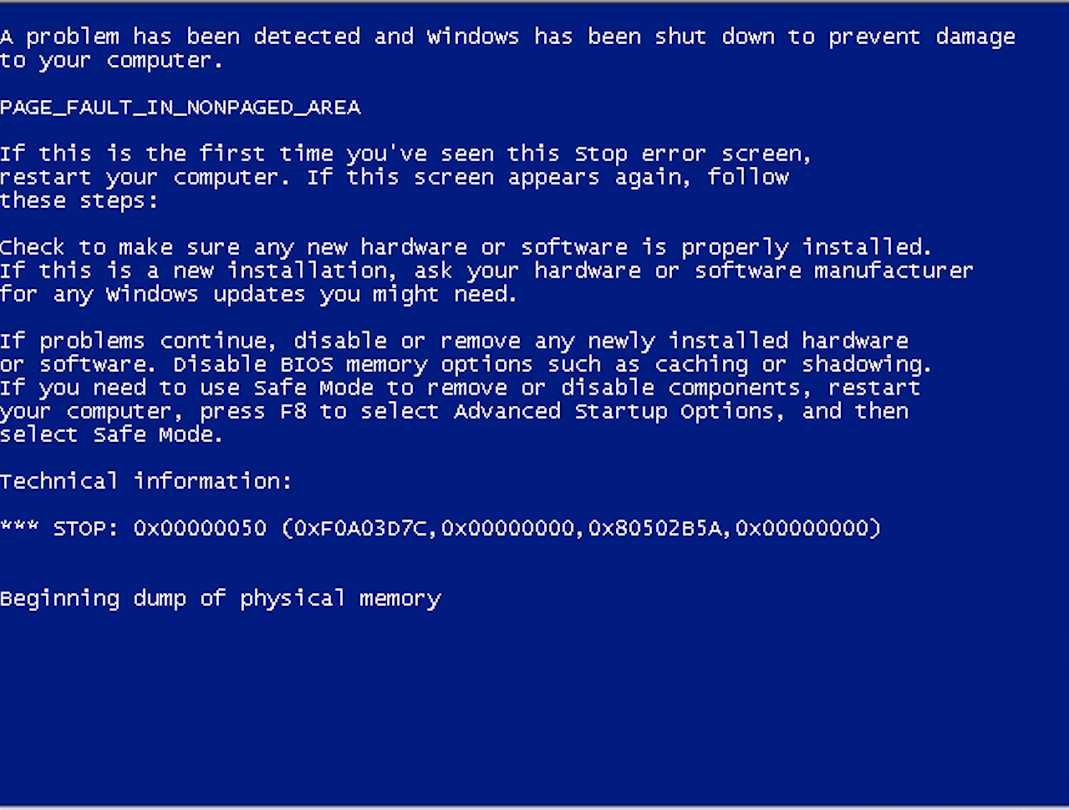 A problem has been detected and Windows has been shut down to prevent damage
to your computer.
PAGE_FAULT_IN_NONPAGED_AREA
If this is the first time you've seen this Stop error screen,
restart your computer. If this screen appears again, follow
these steps:
Check to make sure any new hardware or software is properly installed.
If this is a new installation, ask your hardware or software manufacturer
for any Windows updates you might need.
If problems continue, disable or remove any newly installed hardware
or software. Disable BIOS memory options such as caching or shadowing.
If you need to use Safe Mode to remove or disable components, restart
your computer, press F8 to select Advanced Startup Options, and then
select Safe Mode.
Technical information:
*** STOP: 0x00000050 (0xF0A03D7C,0x00000000,0x80502B5A,0x00000000)
Beginning dump of physical memory